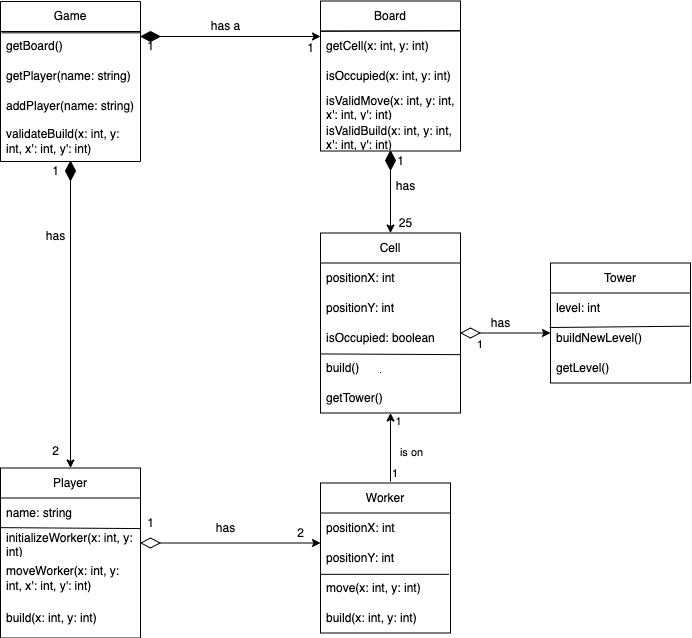 Game
getBoard()
getPlayer(name: string)
addPlayer(name: string)
validateBuild(x: int, y:
int, x': int, y': int)
1
has a
1
Board
getCell(x: int, y: int)
isOccupied(x: int, y: int)
isValidMove(x: int, y: int,
x': int, y': int)
isValidBuild(x: int, y: int,
x': int, y': int)
1
has
25
1
has
2
Cell
positionX: int
positionY: int
isOccupied: boolean
build()
getTower()
1
has
Tower
level: int
buildNewLevel()
getLevel()
1
is on
1
Player
name: string
initializeWorker(x: int, y:
int)
moveWorker(x: int, y:
int, x': int, y': int)
build(x: int, y: int)
1
has
2
Worker
positionX: int
positionY: int
move(x: int, y: int)
build(x: int, y: int)